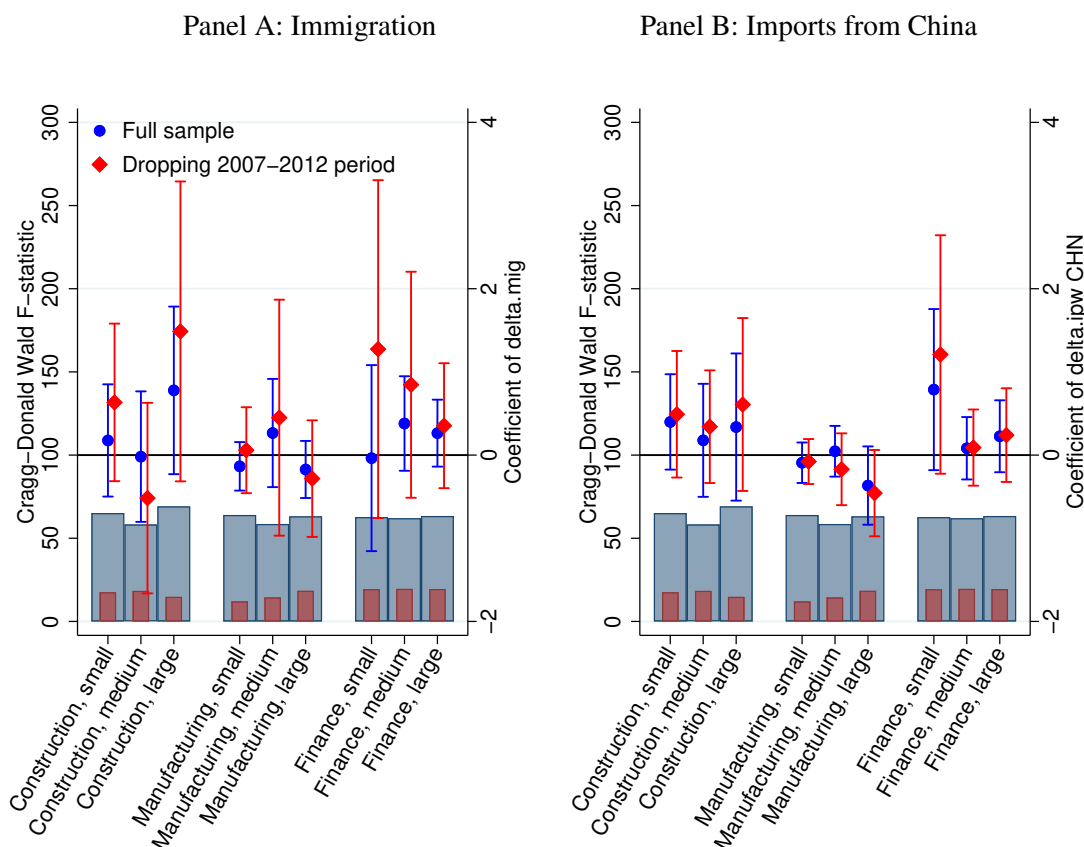 Panel A: Immigration
Panel B: Imports from China
Full sample
Dropping 2007−2012 period
Cragg−Donald Wald F−statistic
0
50
100
150
200
250
300
Coefficient of delta.mig
−2
0
2
4
Construction, small
Construction, medium
Construction, large
Manufacturing, small
Manufacturing, medium
Manufacturing, large
Finance, small
Finance, medium
Finance, large
Cragg−Donald Wald F−statistic
0
50
100
150
200
250
300
Coefficient of delta.ipw CHN
−2
0
2
4
Construction, small
Construction, medium
Construction, large
Manufacturing, small
Manufacturing, medium
Manufacturing, large
Finance, small
Finance, medium
Finance, large